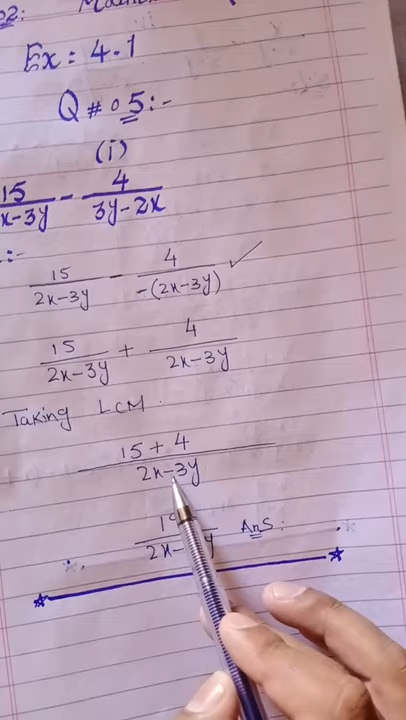 Ex : 4.1
Q # 05:-
(i)
15/2x-3y - 4/3y-2x
15/2x-3y - 4/-(2x-3y) ✓
15/2x-3y + 4/2x-3y
Taking LCM
15 + 4/2x-3y
Ans: